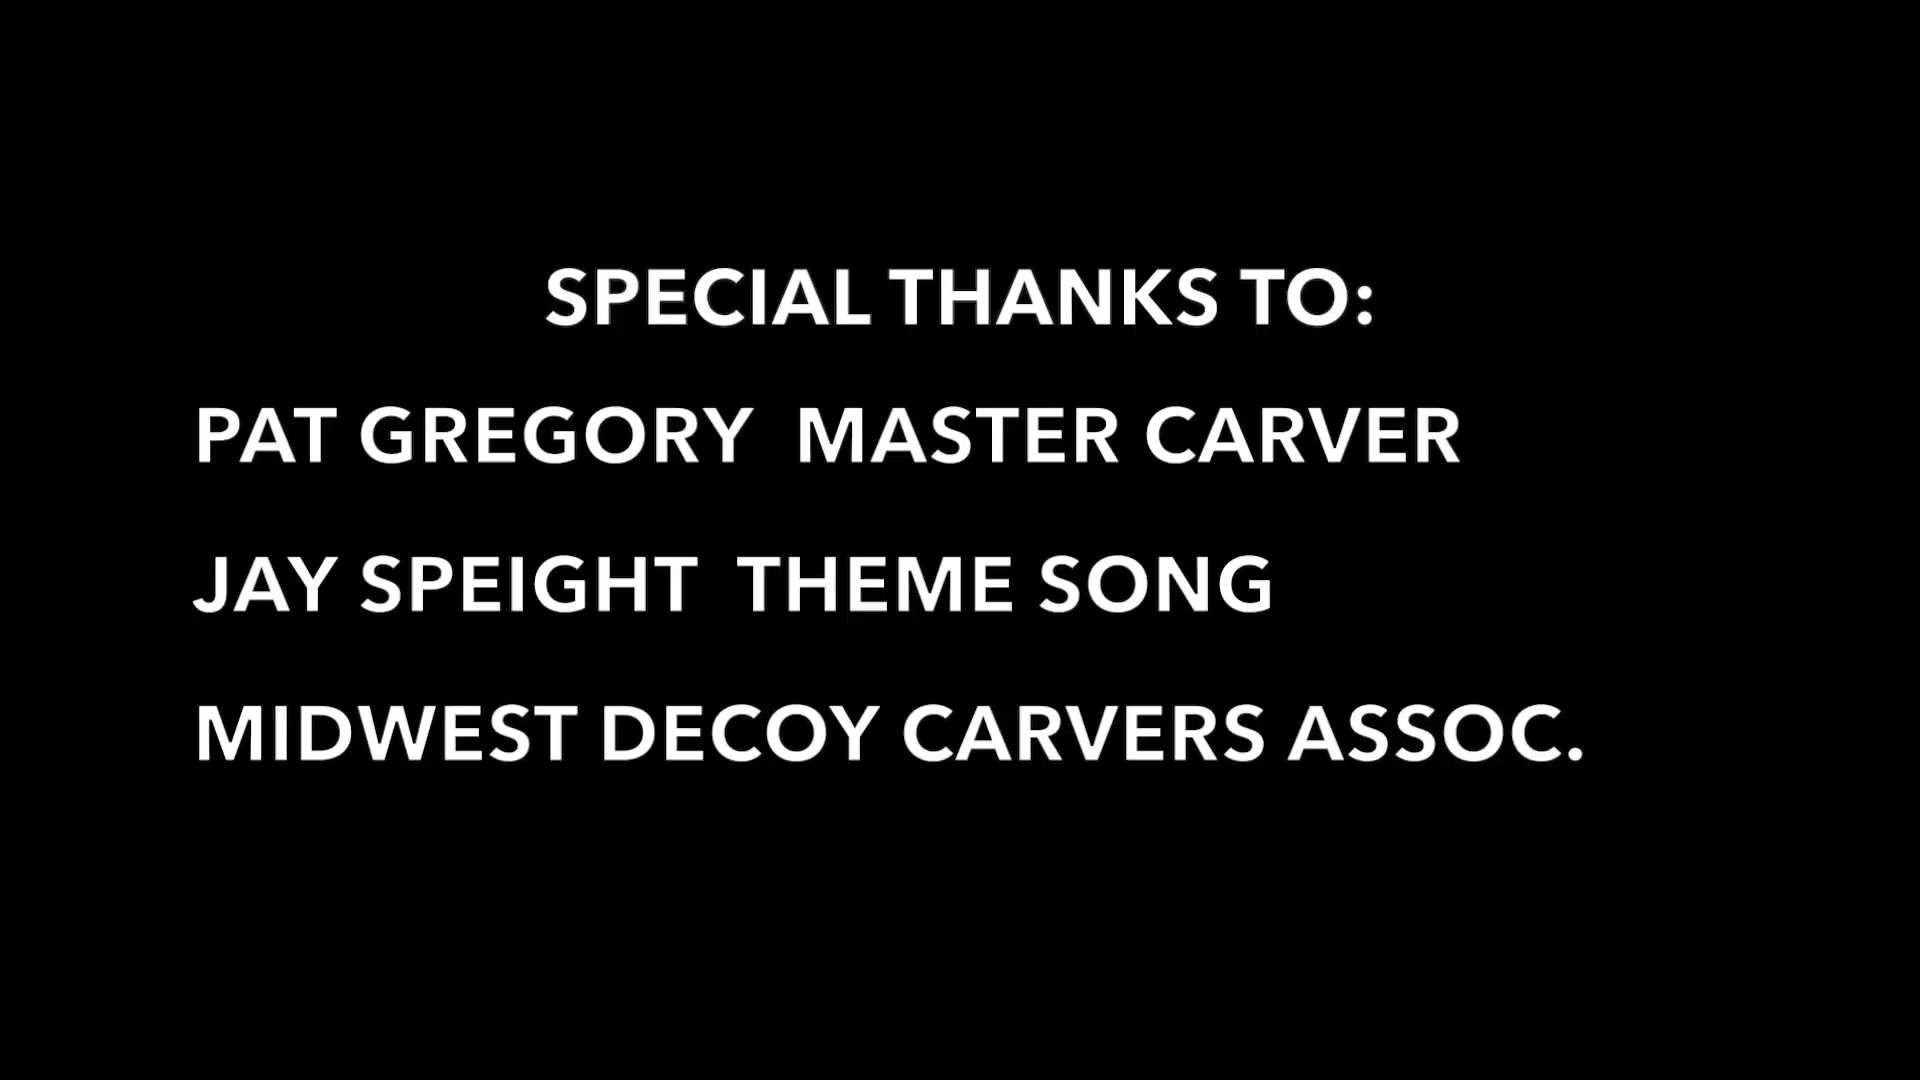 SPECIAL THANKS TO:
PAT GREGORY  MASTER CARVER
JAY SPEIGHT  THEME SONG
MIDWEST DECOY CARVERS ASSOC.